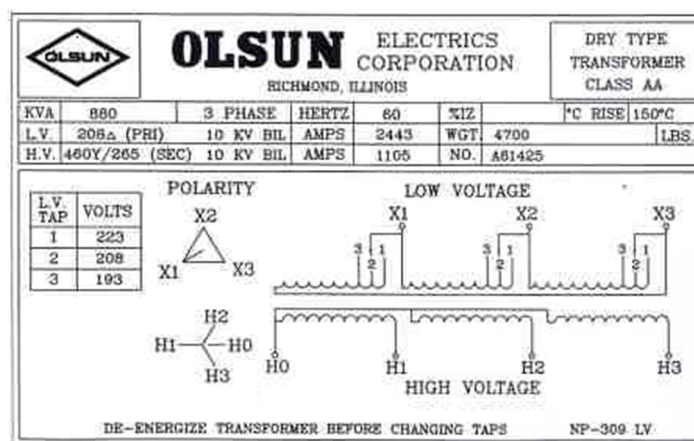 OLSUN
OLSUN ELECTRICS CORPORATION
RICHMOND, ILLINOIS
DRY TYPE
TRANSFORMER
CLASS AA
KVA 880 3 PHASE HERTZ 60 %IZ °C RISE 150°C
L.V. 208△ (PRI) 10 KV BIL AMPS 2443 WGT. 4700 LBS.
H.V. 460Y/265 (SEC) 10 KV BIL AMPS 1105 NO. A61425
L.V. TAP VOLTS
1 223
2 208
3 193
POLARITY
X2
X1 X3
H2
H1 H0
H3
LOW VOLTAGE
X1 X2 X3
3 2 1 3 2 1 3 2 1
H0 H1 H2 H3
HIGH VOLTAGE
DE-ENERGIZE TRANSFORMER BEFORE CHANGING TAPS NP-309 LV